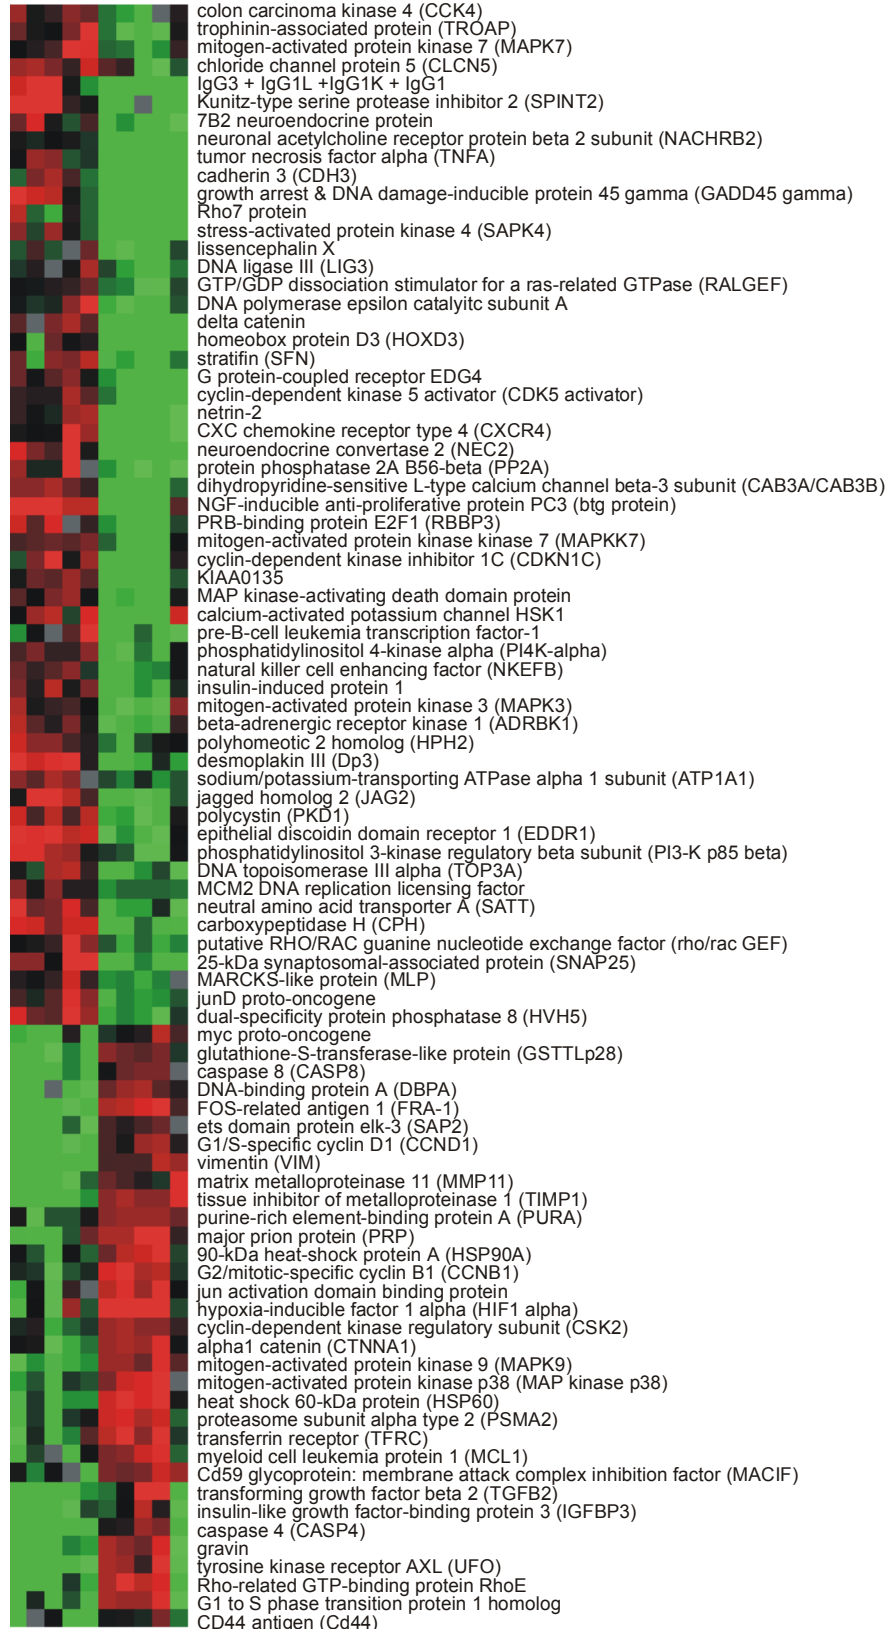 colon carcinoma kinase 4 (CCK4)
trophinin-associated protein (TROAP)
mitogen-activated protein kinase 7 (MAPK7)
chloride channel protein 5 (CLCN5)
IgG3 + IgG1L +IgG1K + IgG1
Kunitz-type serine protease inhibitor 2 (SPINT2)
7B2 neuroendocrine protein
neuronal acetylcholine receptor protein beta 2 subunit (NACHRB2)
tumor necrosis factor alpha (TNFA)
cadherin 3 (CDH3)
growth arrest & DNA damage-inducible protein 45 gamma (GADD45 gamma)
Rho7 protein
stress-activated protein kinase 4 (SAPK4)
lissencephalin X
DNA ligase III (LIG3)
GTP/GDP dissociation stimulator for a ras-related GTPase (RALGEF)
DNA polymerase epsilon catalyitc subunit A
delta catenin
homeobox protein D3 (HOXD3)
stratifin (SFN)
G protein-coupled receptor EDG4
cyclin-dependent kinase 5 activator (CDK5 activator)
netrin-2
CXC chemokine receptor type 4 (CXCR4)
neuroendocrine convertase 2 (NEC2)
protein phosphatase 2A B56-beta (PP2A)
dihydropyridine-sensitive L-type calcium channel beta-3 subunit (CAB3A/CAB3B)
NGF-inducible anti-proliferative protein PC3 (btg protein)
PRB-binding protein E2F1 (RBBP3)
mitogen-activated protein kinase kinase 7 (MAPKK7)
cyclin-dependent kinase inhibitor 1C (CDKN1C)
KIAA0135
MAP kinase-activating death domain protein
calcium-activated potassium channel HSK1
pre-B-cell leukemia transcription factor-1
phosphatidylinositol 4-kinase alpha (PI4K-alpha)
natural killer cell enhancing factor (NKEFB)
insulin-induced protein 1
mitogen-activated protein kinase 3 (MAPK3)
beta-adrenergic receptor kinase 1 (ADRBK1)
polyhomeotic 2 homolog (HPH2)
desmoplakin III (Dp3)
sodium/potassium-transporting ATPase alpha 1 subunit (ATP1A1)
jagged homolog 2 (JAG2)
polycystin (PKD1)
epithelial discoidin domain receptor 1 (EDDR1)
phosphatidylinositol 3-kinase regulatory beta subunit (PI3-K p85 beta)
DNA topoisomerase III alpha (TOP3A)
MCM2 DNA replication licensing factor
neutral amino acid transporter A (SATT)
carboxypeptidase H (CPH)
putative RHO/RAC guanine nucleotide exchange factor (rho/rac GEF)
25-kDa synaptosomal-associated protein (SNAP25)
MARCKS-like protein (MLP)
junD proto-oncogene
dual-specificity protein phosphatase 8 (HVH5)
myc proto-oncogene
glutathione-S-transferase-like protein (GSTTLp28)
caspase 8 (CASP8)
DNA-binding protein A (DBPA)
FOS-related antigen 1 (FRA-1)
ets domain protein elk-3 (SAP2)
G1/S-specific cyclin D1 (CCND1)
vimentin (VIM)
matrix metalloproteinase 11 (MMP11)
tissue inhibitor of metalloproteinase 1 (TIMP1)
purine-rich element-binding protein A (PURA)
major prion protein (PRP)
90-kDa heat-shock protein A (HSP90A)
G2/mitotic-specific cyclin B1 (CCNB1)
jun activation domain binding protein
hypoxia-inducible factor 1 alpha (HIF1 alpha)
cyclin-dependent kinase regulatory subunit (CSK2)
alpha1 catenin (CTNNA1)
mitogen-activated protein kinase 9 (MAPK9)
mitogen-activated protein kinase p38 (MAP kinase p38)
heat shock 60-kDa protein (HSP60)
proteasome subunit alpha type 2 (PSMA2)
transferrin receptor (TFRC)
myeloid cell leukemia protein 1 (MCL1)
Cd59 glycoprotein: membrane attack complex inhibition factor (MACIF)
transforming growth factor beta 2 (TGFB2)
insulin-like growth factor-binding protein 3 (IGFBP3)
caspase 4 (CASP4)
gravin
tyrosine kinase receptor AXL (UFO)
Rho-related GTP-binding protein RhoE
G1 to S phase transition protein 1 homolog
CD44 antigen (Cd44)